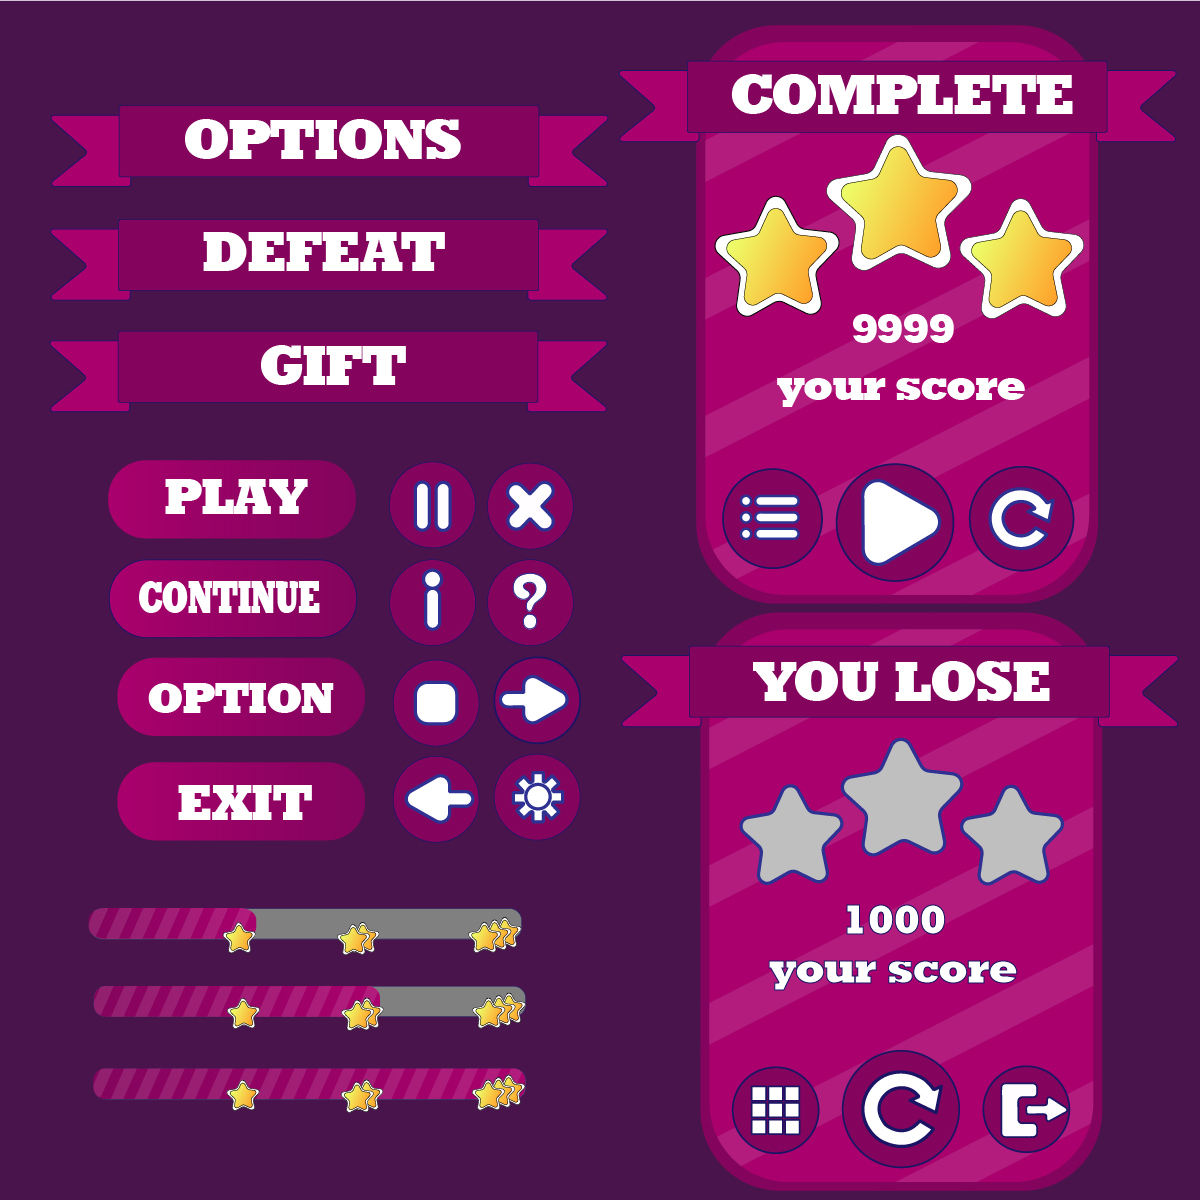 OPTIONS
DEFEAT
GIFT
PLAY
CONTINUE
OPTION
EXIT
COMPLETE
9999
your score
YOU LOSE
1000
your score